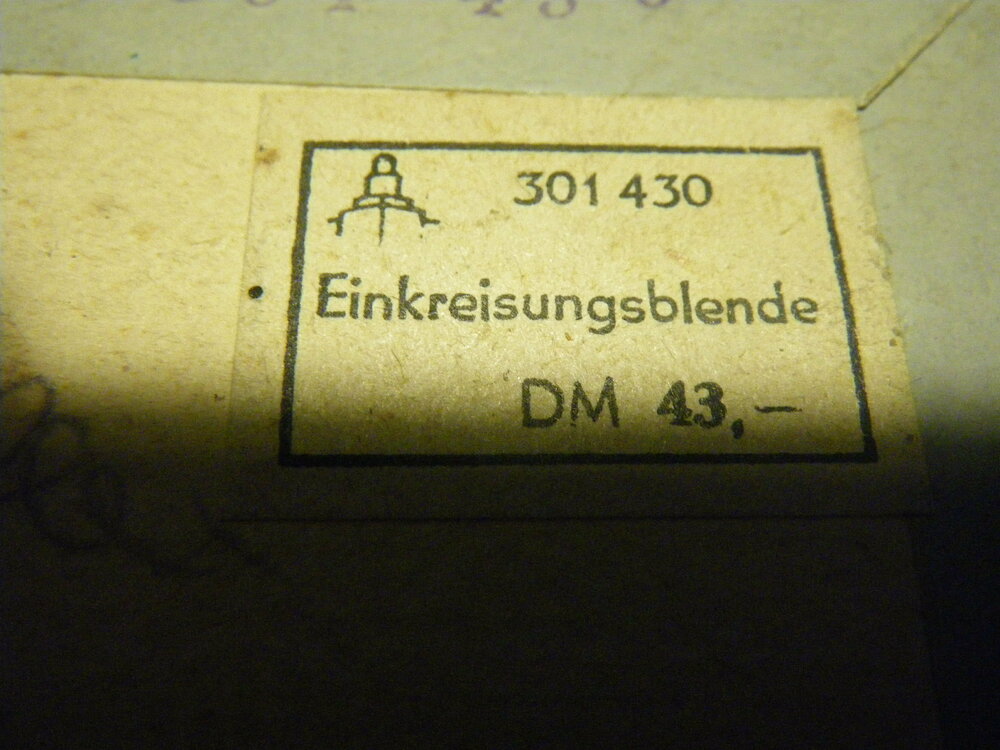 301 430
Einkreisungsblende
DM 43,—